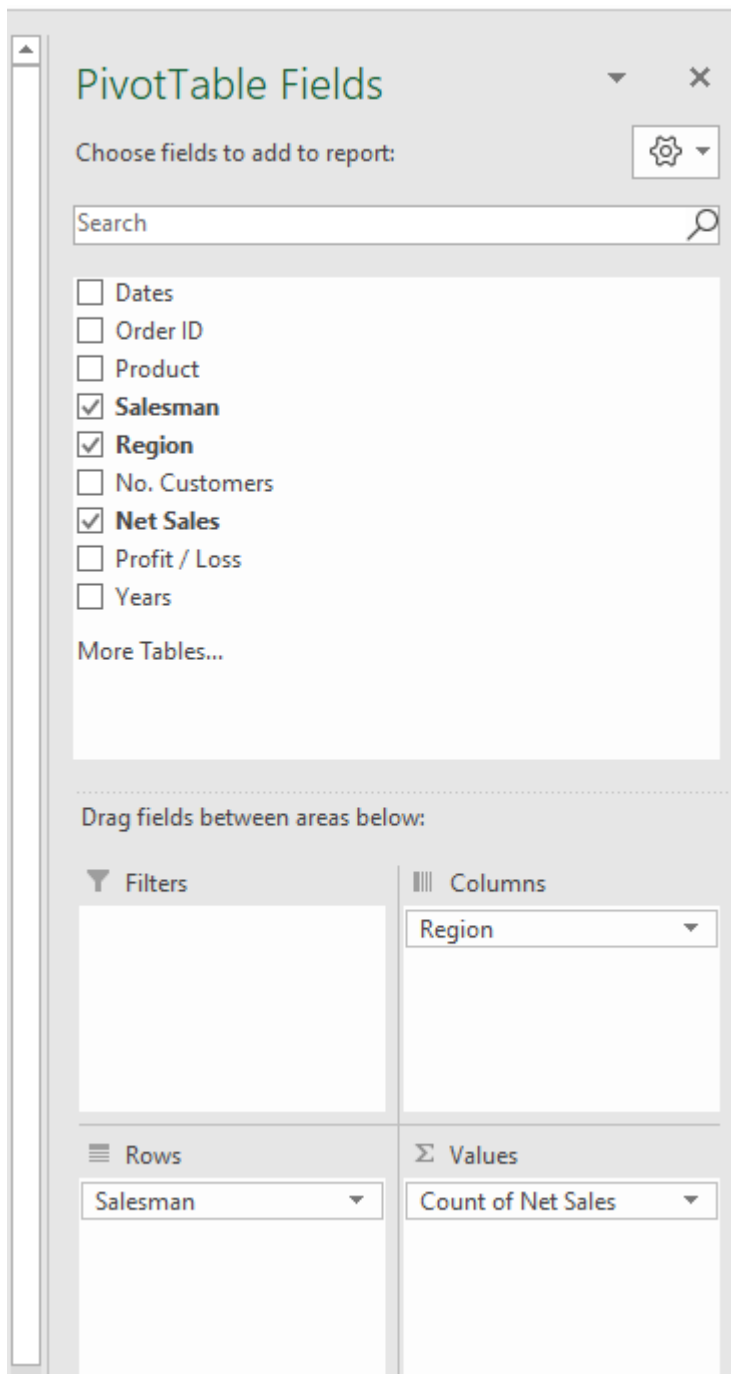 PivotTable Fields
Choose fields to add to report:
Search
Dates
Order ID
Product
Salesman
Region
No. Customers
Net Sales
Profit / Loss
Years
More Tables...
Drag fields between areas below:
Filters
Columns
Region
Rows
Σ Values
Salesman
Count of Net Sales